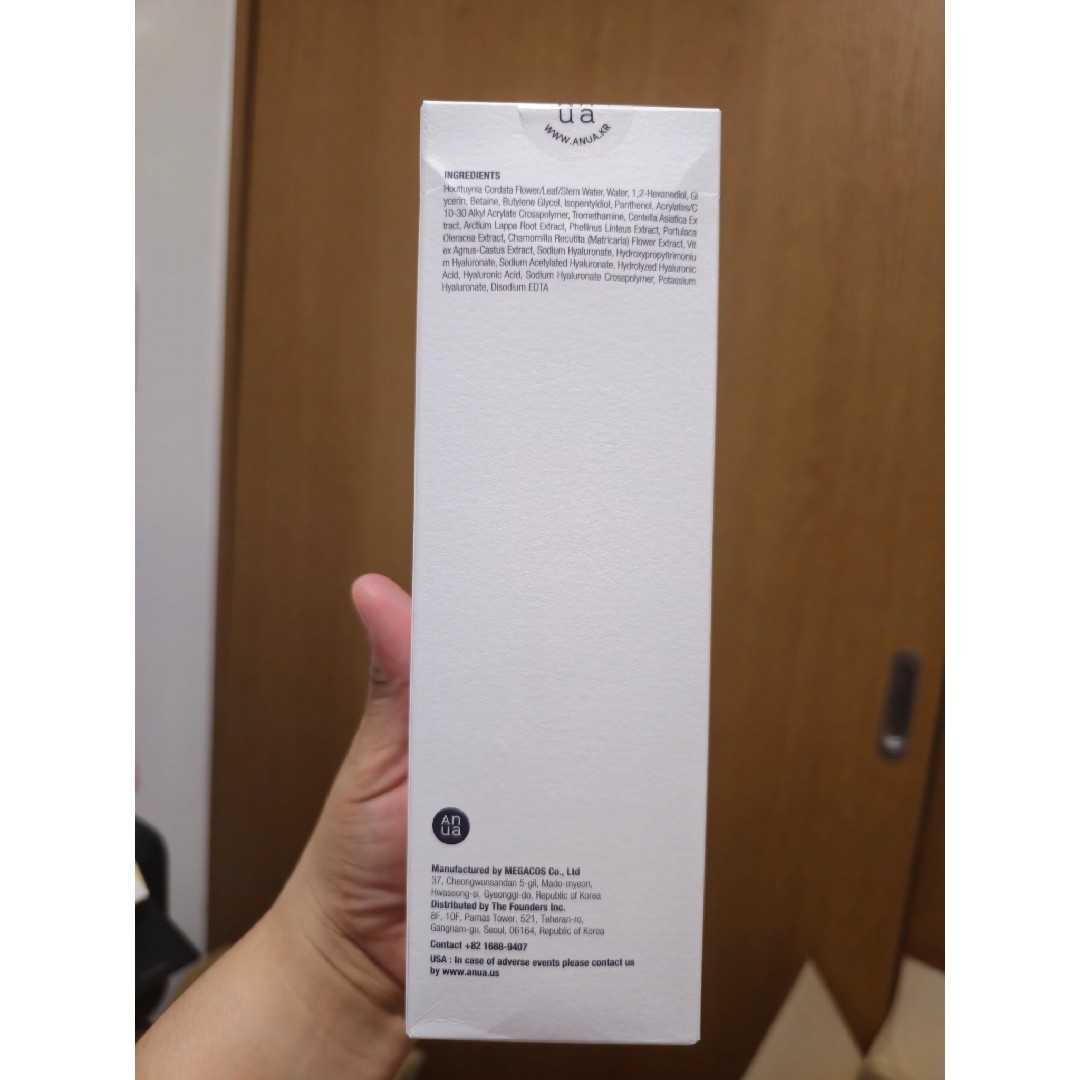 ua
WWW.ANUA.KR
INGREDIENTS
Houttuynia Cordata Flower/Leaf/Stem Water, Water, 1,2-Hexanediol, Gl
ycerin, Betaine, Butylene Glycol, Isopentyldiol, Panthenol, Acrylates/C
10-30 Alkyl Acrylate Crosspolymer, Tromethamine, Centella Asiatica Ex
tract, Arctium Lappa Root Extract, Phellinus Linteus Extract, Portulaca
Oleracea Extract, Chamomilla Recutita (Matricaria) Flower Extract, Vit
ex Agnus-Castus Extract, Sodium Hyaluronate, Hydroxypropyltrimoniu
m Hyaluronate, Sodium Acetylated Hyaluronate, Hydrolyzed Hyaluronic
Acid, Hyaluronic Acid, Sodium Hyaluronate Crosspolymer, Potassium
Hyaluronate, Disodium EDTA
An
ua
Manufactured by MEGACOS Co., Ltd
37, Cheongwonsandan 5-gil, Mado-myeon,
Hwaseong-si, Gyeonggi-do, Republic of Korea
Distributed by The Founders Inc.
8F, 10F, Parnas Tower, 521, Teheran-ro,
Gangnam-gu, Seoul, 06164, Republic of Korea
Contact +82 1688-9407
USA : In case of adverse events please contact us
by www.anua.us